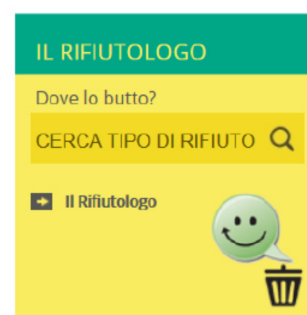 IL RIFIUTOLOGO
Dove lo butto?
CERCA TIPO DI RIFIUTO
Il Rifiutologo